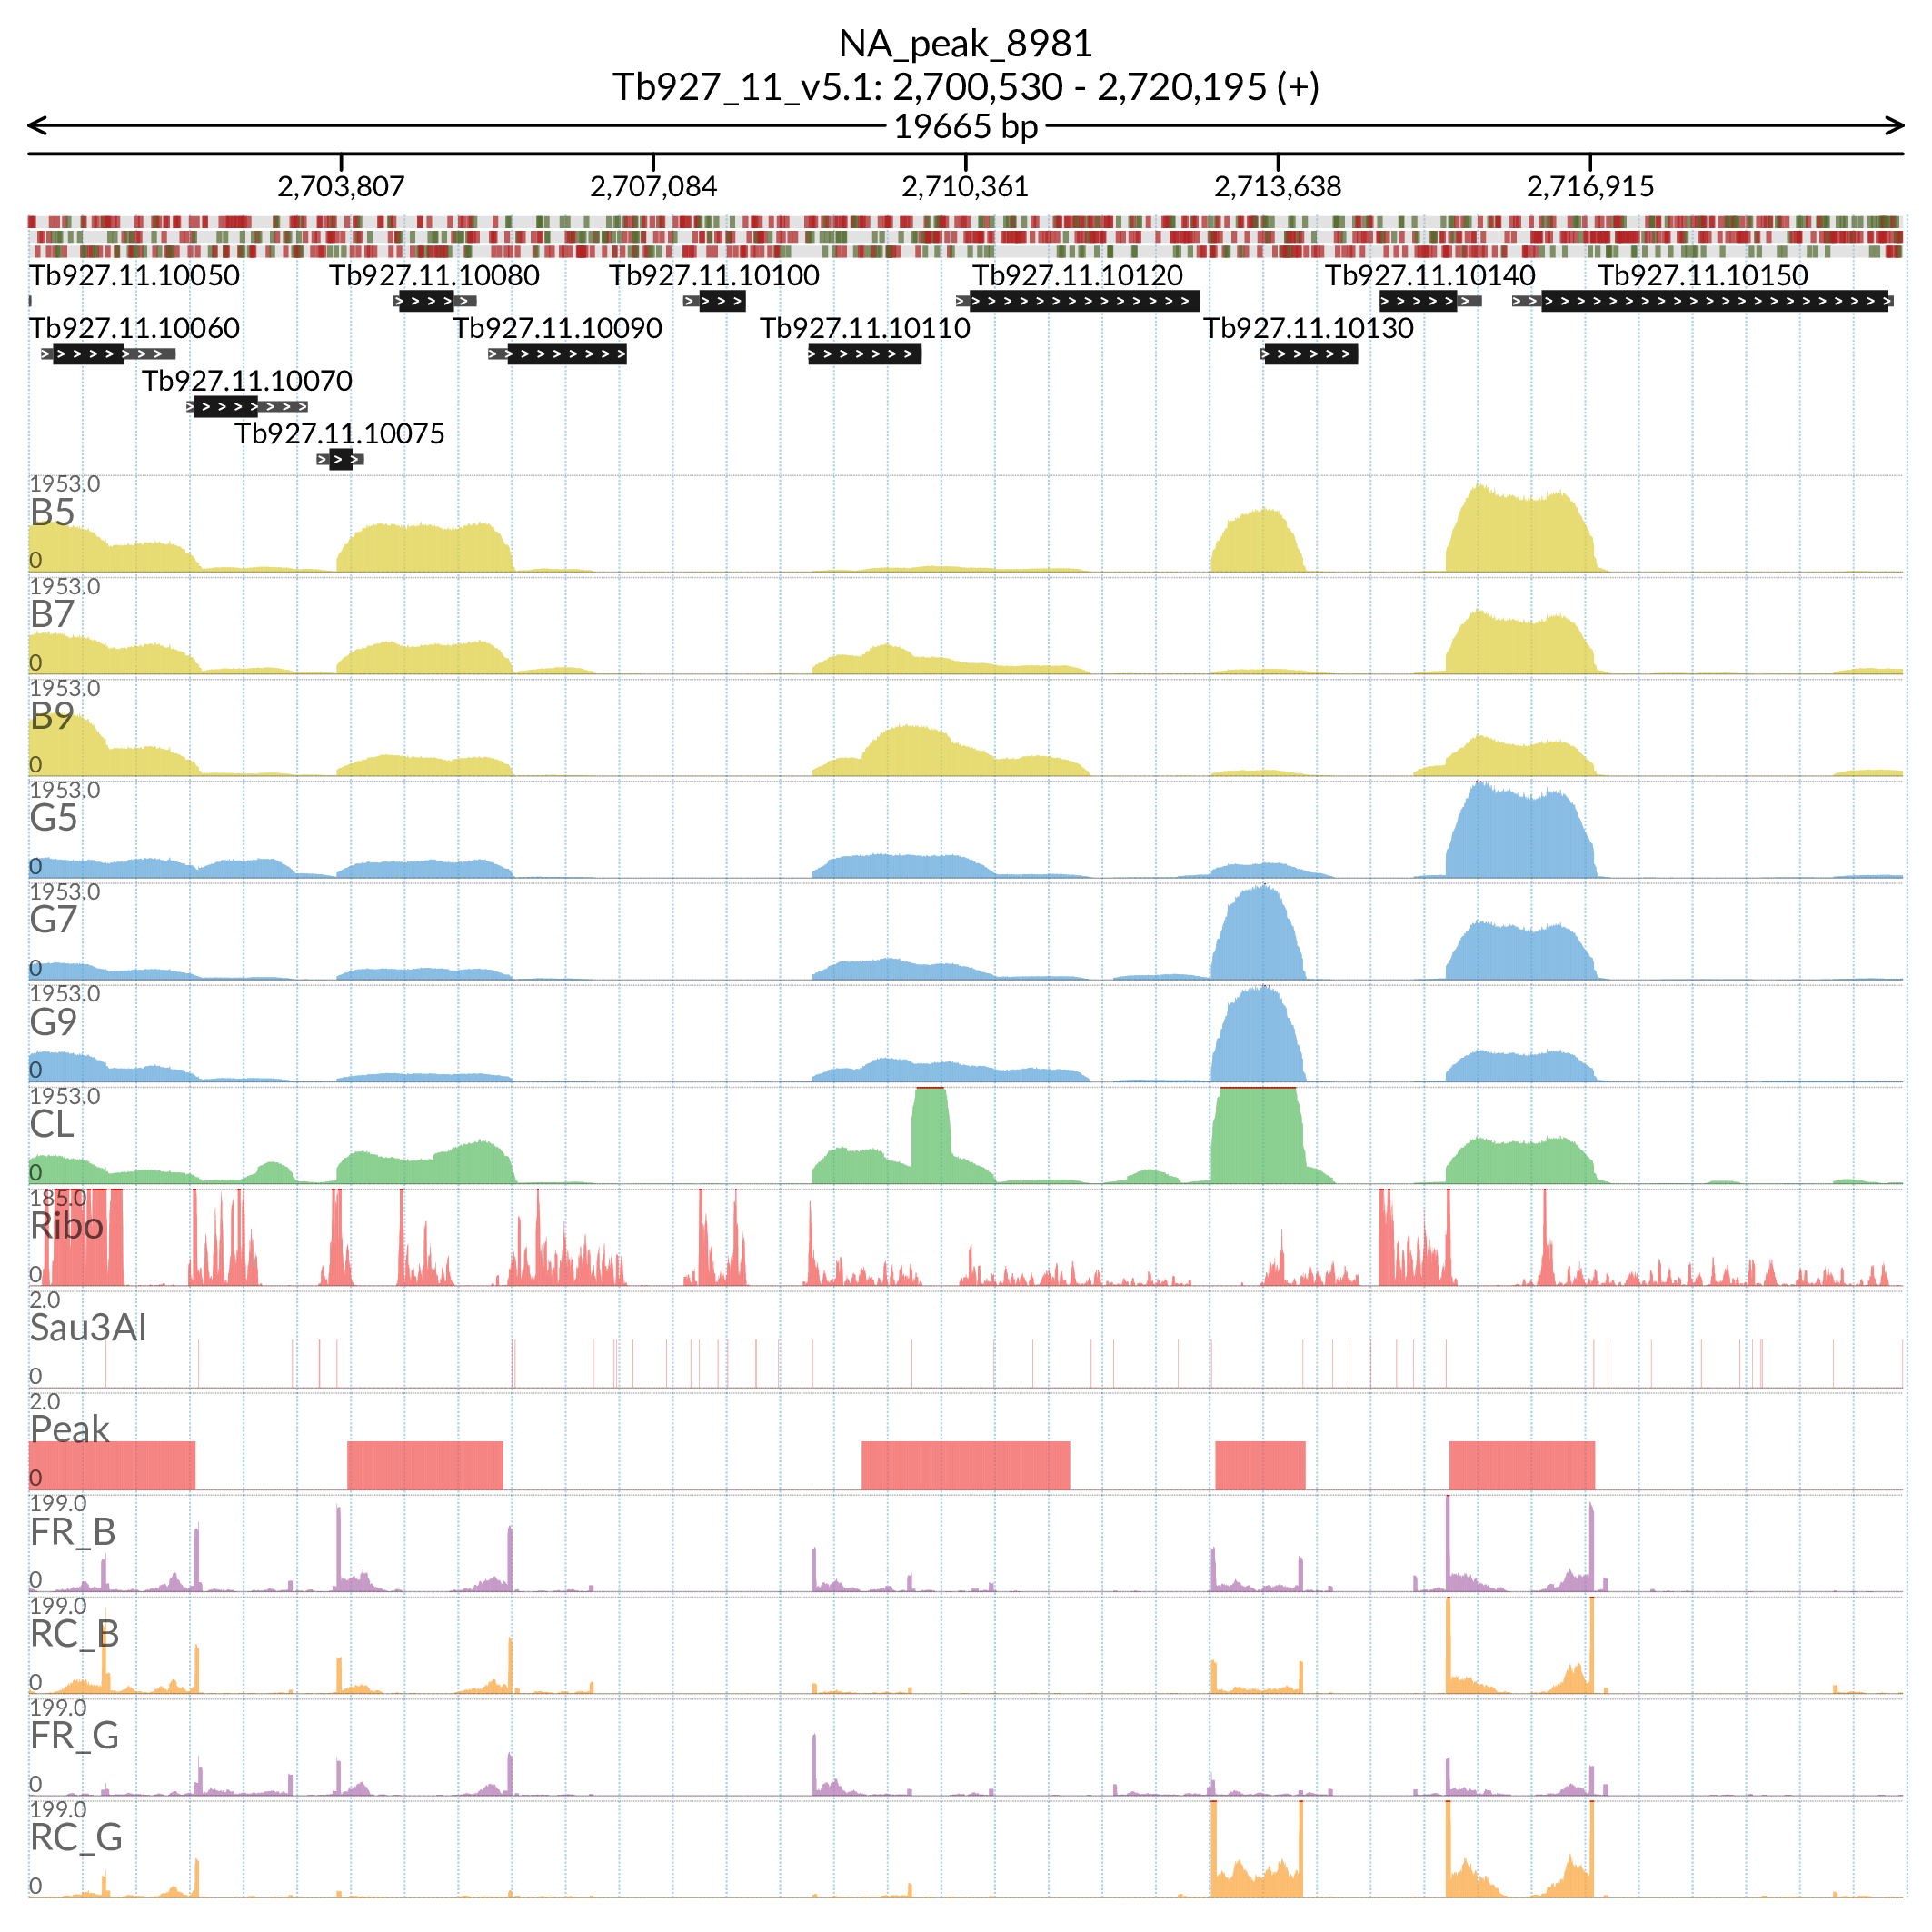 NA_peak_8981
Tb927_11_v5.1: 2,700,530 - 2,720,195 (+)
19665 bp
2,703,807 2,707,084 2,710,361 2,713,638 2,716,915
Tb927.11.10050 Tb927.11.10080 Tb927.11.10100 Tb927.11.10120 Tb927.11.10140 Tb927.11.10150
Tb927.11.10060 Tb927.11.10090 Tb927.11.10110 Tb927.11.10130
Tb927.11.10070
Tb927.11.10075
1953.0
B5
0
1953.0
B7
0
1953.0
B9
0
1953.0
G5
0
1953.0
G7
0
1953.0
G9
0
1953.0
CL
0
185.0
Ribo
0
2.0
Sau3AI
0
2.0
Peak
0
199.0
FR_B
0
199.0
RC_B
0
199.0
FR_G
0
199.0
RC_G
0